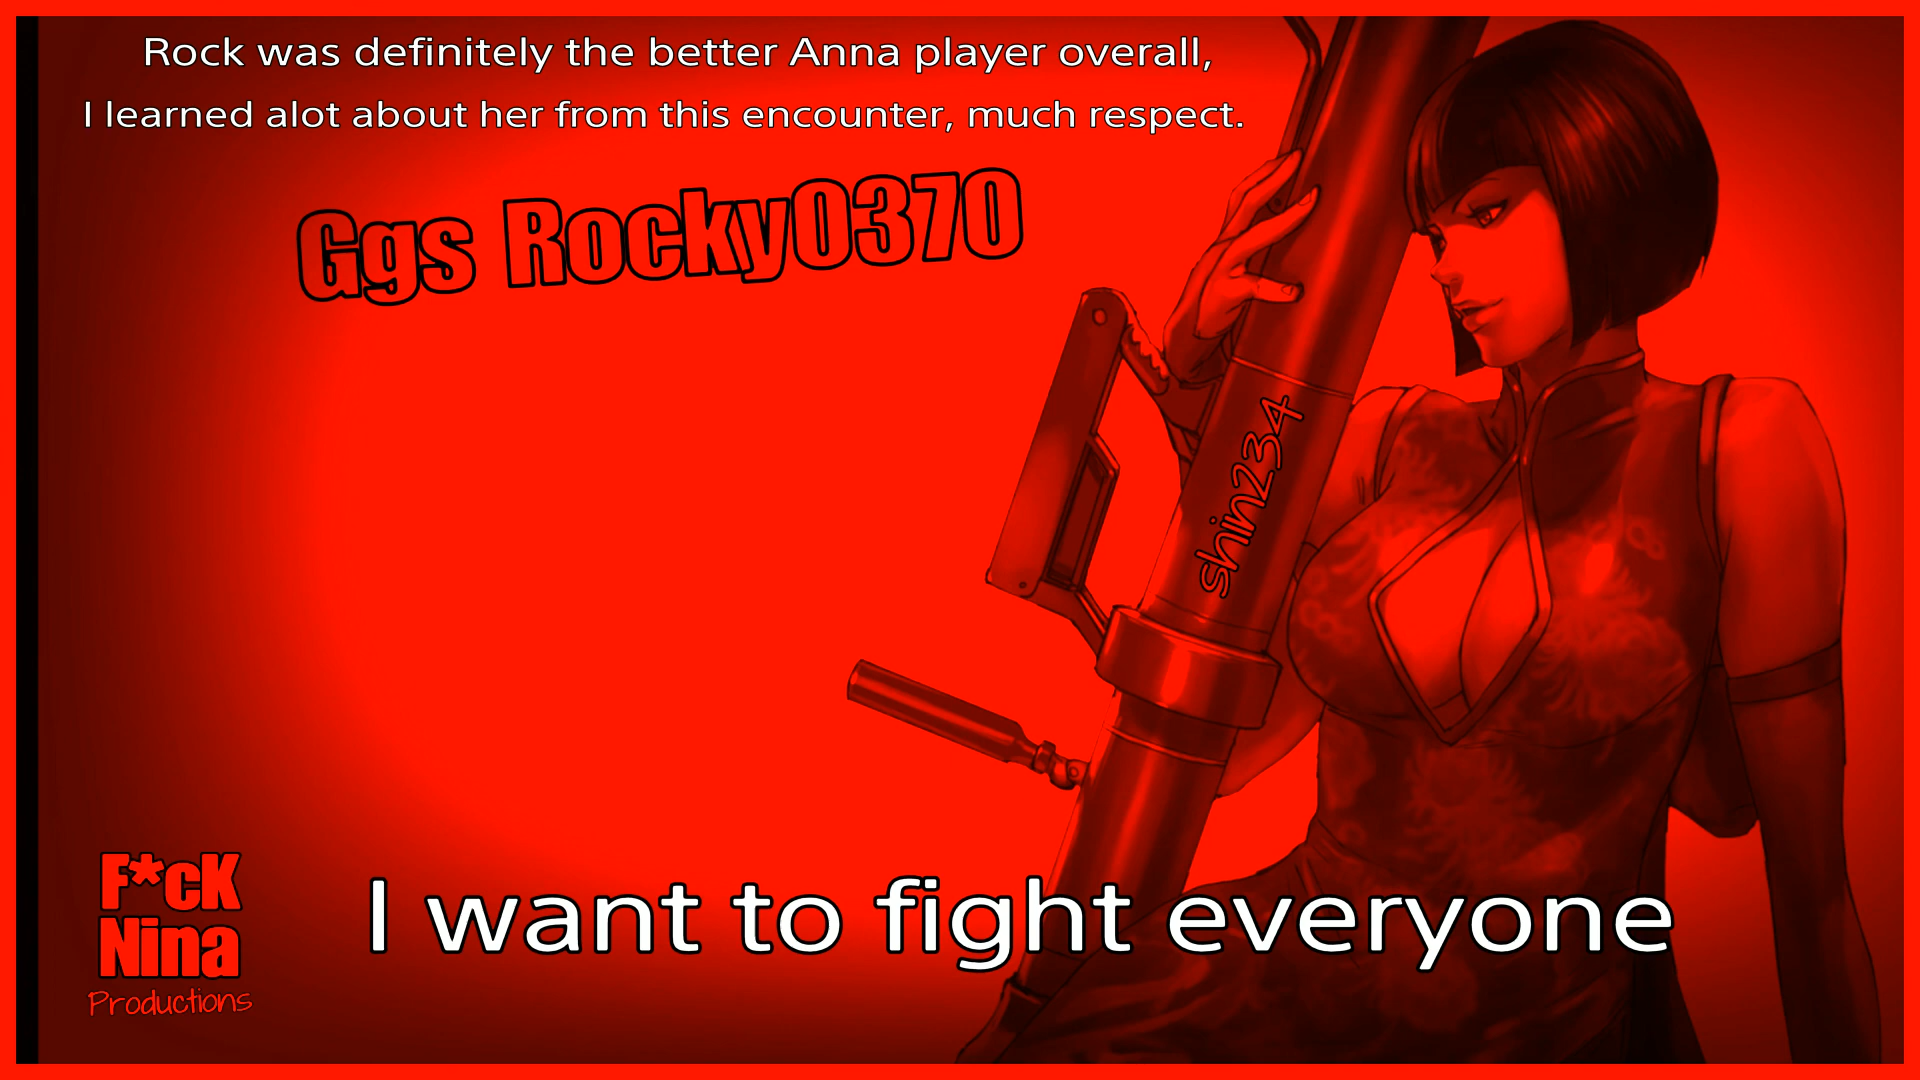 Rock was definitely the better Anna player overall,
I learned alot about her from this encounter, much respect.
Ggs Rocky0370
shin234
F*cK
Nina
Productions
I want to fight everyone